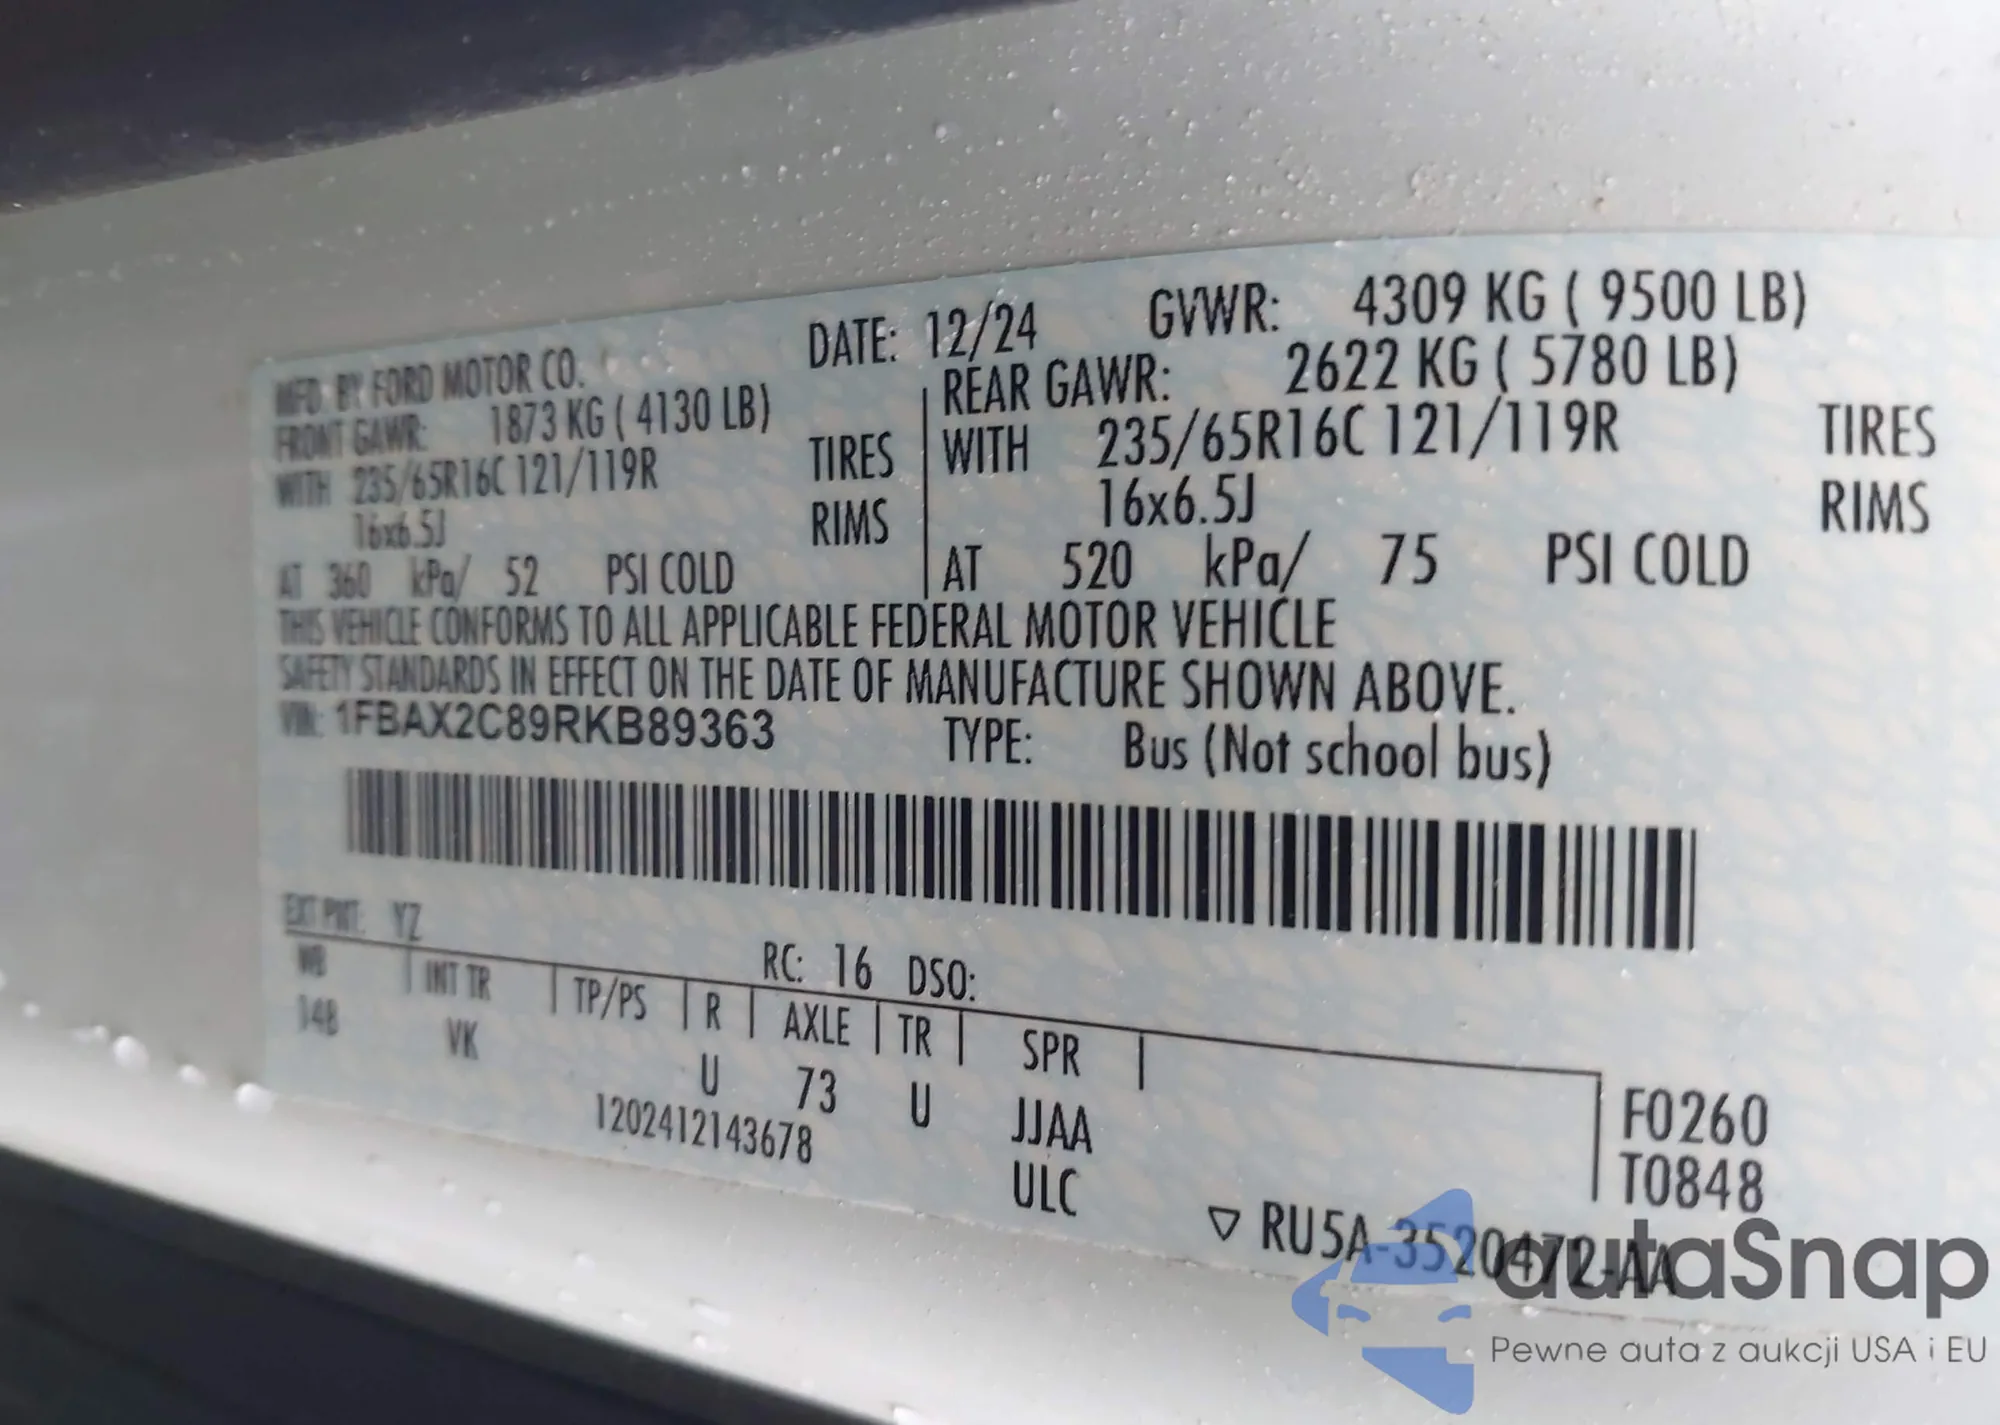 MFD. BY FORD MOTOR CO. DATE: 12/24 GVWR: 4309 KG ( 9500 LB)
FRONT GAWR: 1873 KG ( 4130 LB) REAR GAWR: 2622 KG ( 5780 LB)
WITH 235/65R16C 121/119R TIRES WITH 235/65R16C 121/119R TIRES
16x6.5J RIMS 16x6.5J RIMS
AT 360 kPa/ 52 PSI COLD AT 520 kPa/ 75 PSI COLD
THIS VEHICLE CONFORMS TO ALL APPLICABLE FEDERAL MOTOR VEHICLE
SAFETY STANDARDS IN EFFECT ON THE DATE OF MANUFACTURE SHOWN ABOVE.
VIN: 1FBAX2C89RKB89363 TYPE: Bus (Not school bus)
EXT PNT: YZ RC: 16 DSO:
WB INT TR TP/PS R AXLE TR SPR
148 VK U 73 U JJAA F0260
1202412143678 ULC T0848
▽ RU5A-3520472-AA
autaSnap
Pewne auta z aukcji USA i EU